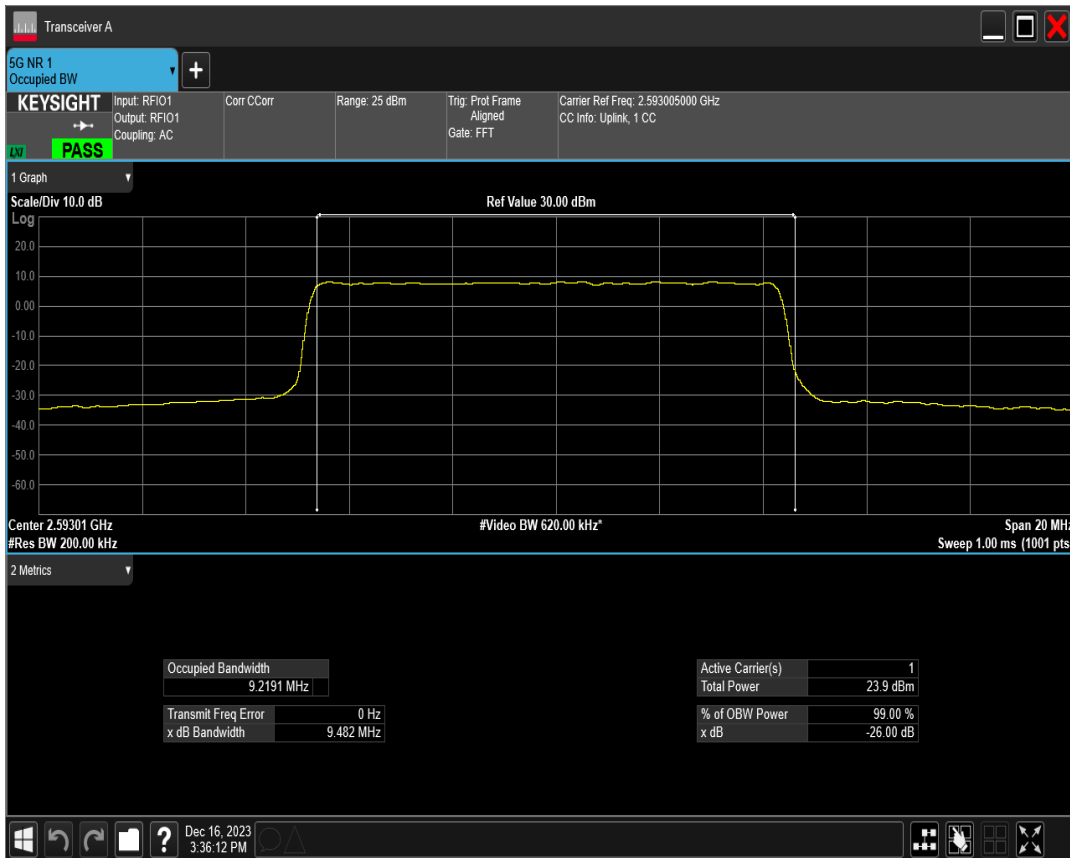 Transceiver A
5G NR 1
Occupied BW
+
KEYSIGHT
LXI
PASS
Input: RFIO1
Output: RFIO1
Coupling: AC
Corr CCorr
Range: 25 dBm
Trig: Prot Frame
Aligned
Gate: FFT
Carrier Ref Freq: 2.593005000 GHz
CC Info: Uplink, 1 CC
1 Graph
Scale/Div 10.0 dB
Ref Value 30.00 dBm
Log
20.0
10.0
0.00
-10.0
-20.0
-30.0
-40.0
-50.0
-60.0
Center 2.59301 GHz
#Video BW 620.00 kHz*
Span 20 MHz
#Res BW 200.00 kHz
Sweep 1.00 ms (1001 pts
2 Metrics
Occupied Bandwidth
9.2191 MHz
Transmit Freq Error 0 Hz
x dB Bandwidth 9.482 MHz
Active Carrier(s) 1
Total Power 23.9 dBm
% of OBW Power 99.00 %
x dB -26.00 dB
?
Dec 16, 2023
3:36:12 PM